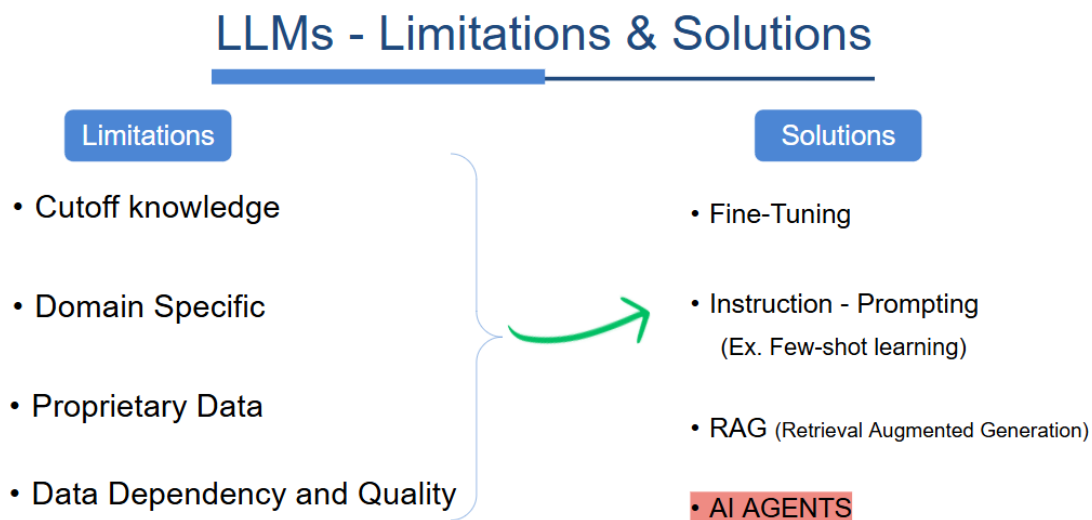 LLMs - Limitations & Solutions
Limitations
• Cutoff knowledge
• Domain Specific
• Proprietary Data
• Data Dependency and Quality
Solutions
• Fine-Tuning
• Instruction - Prompting
(Ex. Few-shot learning)
• RAG (Retrieval Augmented Generation)
• AI AGENTS